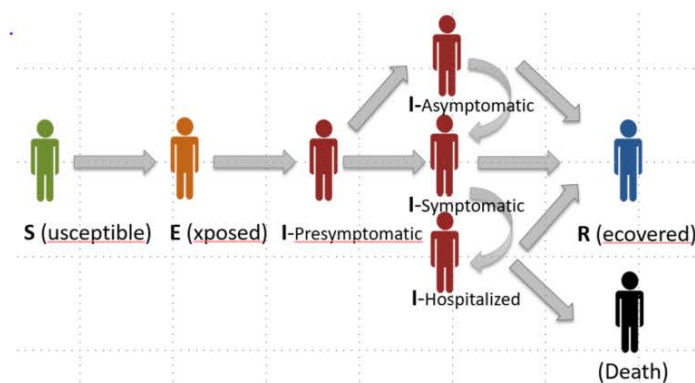 I-Asymptomatic
I-Symptomatic
S (usceptible) E (xposed) I-Presymptomatic R (ecovered)
I-Hospitalized
(Death)